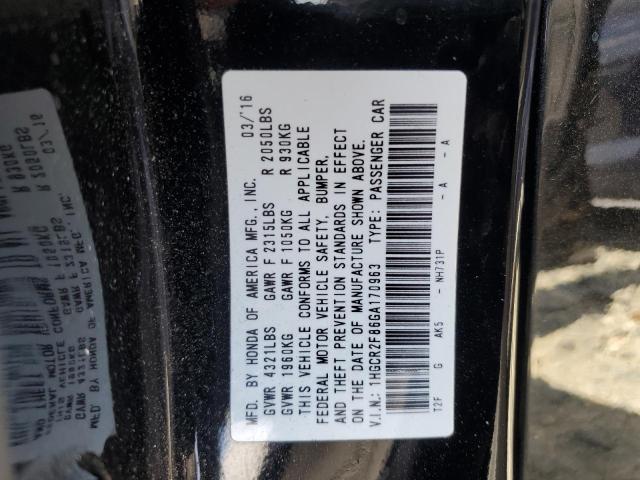 MFD. BY HONDA OF AMERICA MFG., INC. 03/16
GVWR 4321LBS GAWR F 2315LBS R 2050LBS
GVWR 1960KG GAWR F 1050KG R 930KG
THIS VEHICLE CONFORMS TO ALL APPLICABLE
FEDERAL MOTOR VEHICLE SAFETY, BUMPER,
AND THEFT PREVENTION STANDARDS IN EFFECT
ON THE DATE OF MANUFACTURE SHOWN ABOVE.
V.I.N.: 1HGCR2F86GA170963 TYPE: PASSENGER CAR
T2F G AK5 - NH731P - A - A